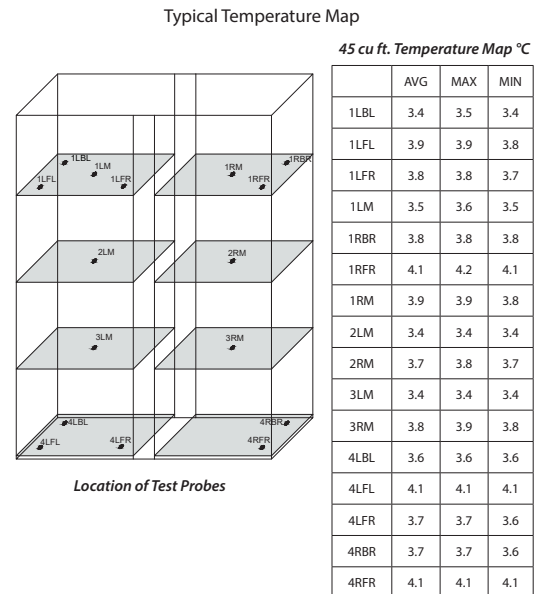 Typical Temperature Map
45 cu ft. Temperature Map °C
1LBL
1LM
1LFL
1LFR
1RM
1RBR
1RFR
2LM
2RM
3LM
3RM
4LBL
4LFL
4LFR
4RBR
4RFR
Location of Test Probes
AVG MAX MIN
1LBL 3.4 3.5 3.4
1LFL 3.9 3.9 3.8
1LFR 3.8 3.8 3.7
1LM 3.5 3.6 3.5
1RBR 3.8 3.8 3.8
1RFR 4.1 4.2 4.1
1RM 3.9 3.9 3.8
2LM 3.4 3.4 3.4
2RM 3.7 3.8 3.7
3LM 3.4 3.4 3.4
3RM 3.8 3.9 3.8
4LBL 3.6 3.6 3.6
4LFL 4.1 4.1 4.1
4LFR 3.7 3.7 3.6
4RBR 3.7 3.7 3.6
4RFR 4.1 4.1 4.1